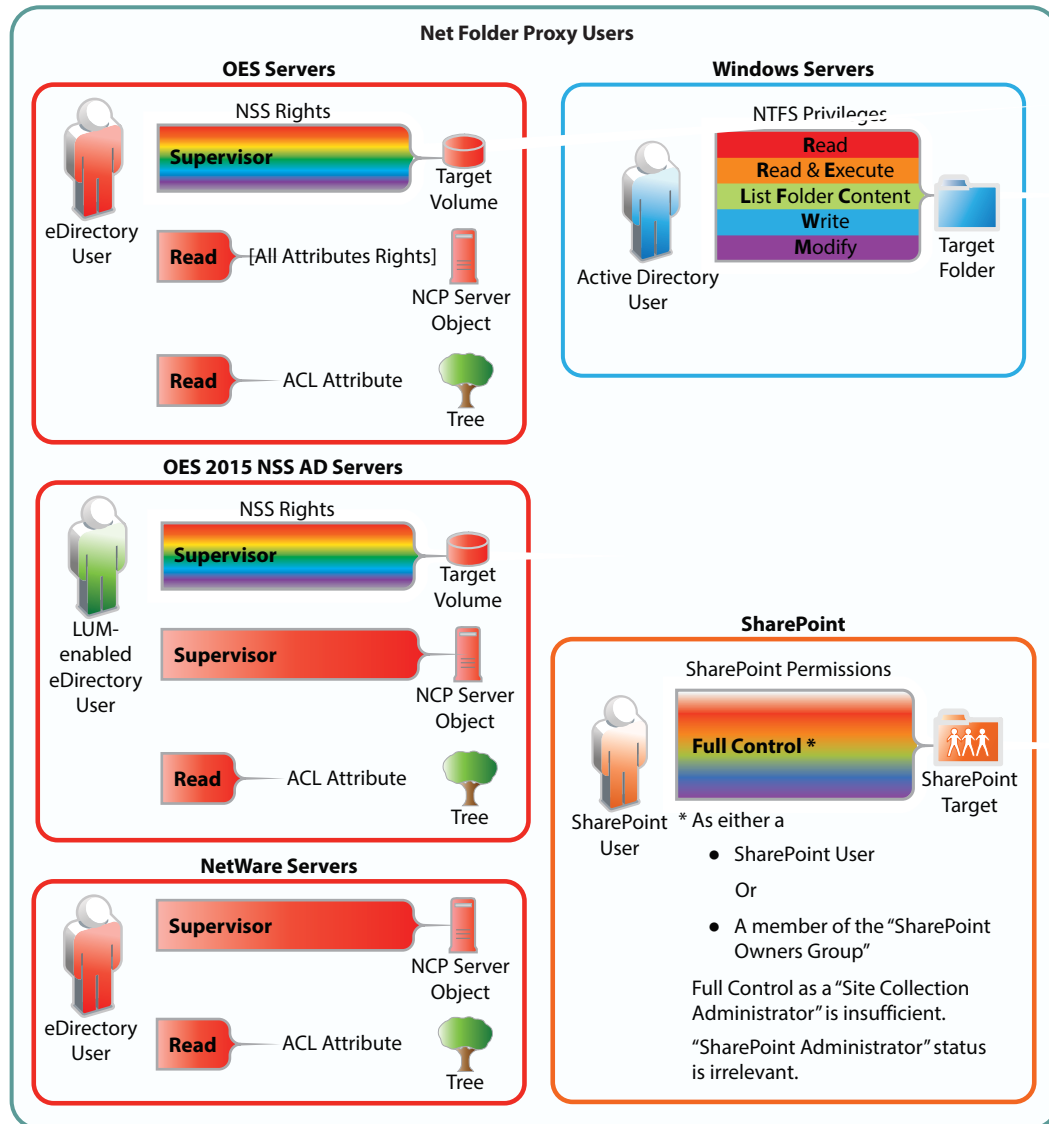 Net Folder Proxy Users
OES Servers
NSS Rights
Supervisor
Target
Volume
eDirectory
User
Read
[All Attributes Rights]
NCP Server
Object
Read
ACL Attribute
Tree
Windows Servers
NTFS Privileges
Read
Read & Execute
List Folder Content
Write
Modify
Active Directory
User
Target
Folder
OES 2015 NSS AD Servers
NSS Rights
Supervisor
Target
Volume
LUM-
enabled
eDirectory
User
Supervisor
NCP Server
Object
Read
ACL Attribute
Tree
SharePoint
SharePoint Permissions
Full Control *
SharePoint
User
SharePoint
Target
* As either a
● SharePoint User
Or
● A member of the “SharePoint
Owners Group”
Full Control as a “Site Collection
Administrator” is insufficient.
“SharePoint Administrator” status
is irrelevant.
NetWare Servers
Supervisor
NCP Server
Object
eDirectory
User
Read
ACL Attribute
Tree